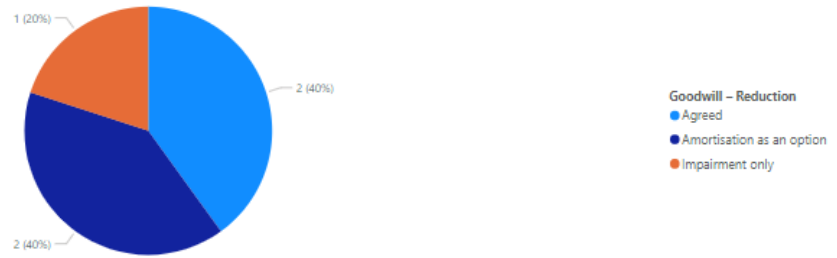 1 (20%)
2 (40%)
2 (40%)
Goodwill – Reduction
Agreed
Amortisation as an option
Impairment only